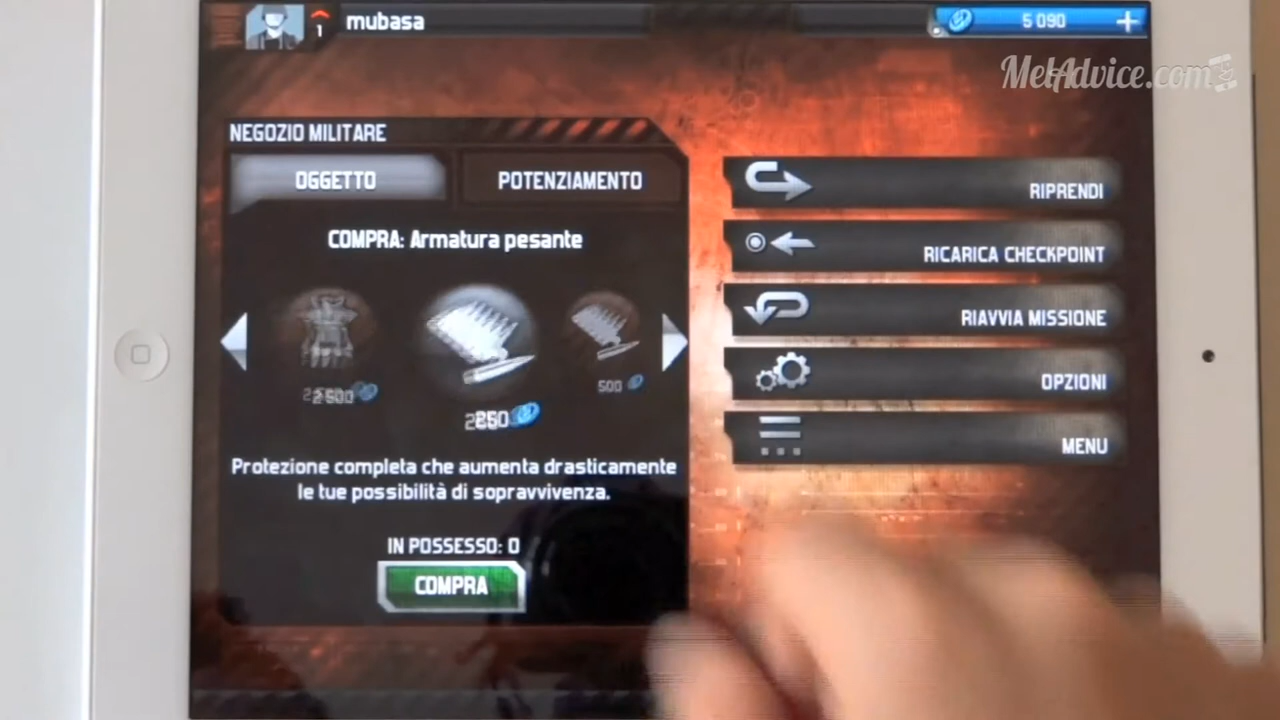 1 mubasa
5 090
MelAdvice.com
NEGOZIO MILITARE
OGGETTO
POTENZIAMENTO
COMPRA: Armatura pesante
500
Protezione completa che aumenta drasticamente
le tue possibilità di sopravvivenza.
IN POSSESSO: 0
COMPRA
RIPRENDI
RICARICA CHECKPOINT
RIAVVIA MISSIONE
OPZIONI
MENU